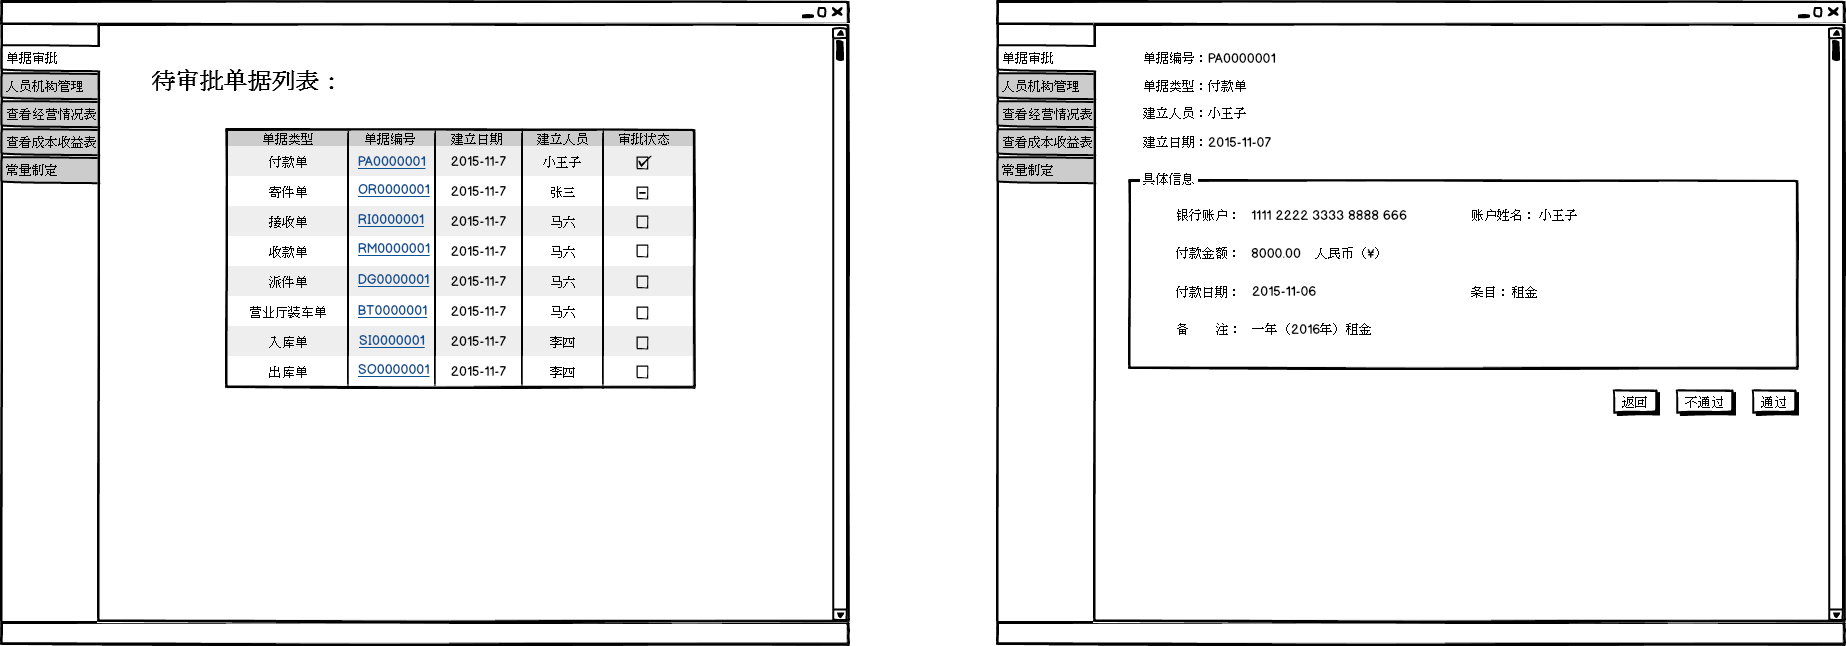 单据审批
人员机构管理
查看经营情况表
查看成本收益表
常量制定
待审批单据列表：
单据类型 单据编号 建立日期 建立人员 审批状态
付款单 PA0000001 2015-11-7 小王子
寄件单 OR0000001 2015-11-7 张三
接收单 RI0000001 2015-11-7 马六
收款单 RM0000001 2015-11-7 马六
派件单 DG0000001 2015-11-7 马六
营业厅装车单 BT0000001 2015-11-7 马六
入库单 SI0000001 2015-11-7 李四
出库单 SO0000001 2015-11-7 李四
单据审批
人员机构管理
查看经营情况表
查看成本收益表
常量制定
单据编号：PA0000001
单据类型：付款单
建立人员：小王子
建立日期：2015-11-07
具体信息
银行账户： 1111 2222 3333 8888 666 账户姓名：小王子
付款金额： 8000.00 人民币（¥）
付款日期： 2015-11-06 条目：租金
备 注： 一年（2016年）租金
返回 不通过 通过